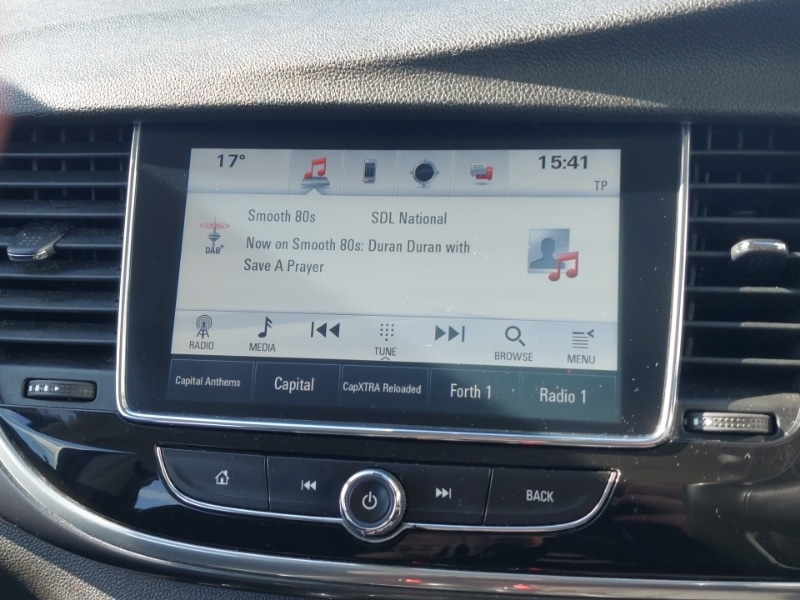 17° 15:41
TP
Smooth 80s SDL National
DAB+
Now on Smooth 80s: Duran Duran with
Save A Prayer
RADIO MEDIA TUNE BROWSE MENU
Capital Anthems Capital CapXTRA Reloaded Forth 1 Radio 1
BACK